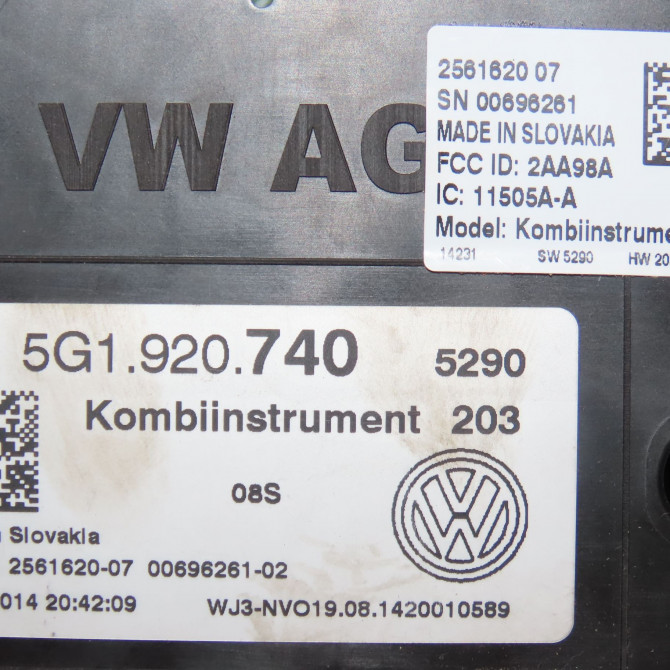 VW AG
2561620 07
SN 00696261
MADE IN SLOVAKIA
FCC ID: 2AA98A
IC: 11505A-A
Model: Kombiinstrume
14231 SW 5290 HW 20
5G1.920.740 5290
Kombiinstrument 203
08S
Slovakia
2561620-07 00696261-02
014 20:42:09 WJ3-NVO19.08.1420010589